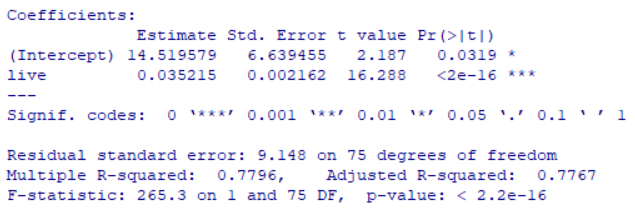 Coefficients:
            Estimate Std. Error t value Pr(>|t|)
(Intercept) 14.519579   6.639455   2.187   0.0319 *
live         0.035215   0.002162  16.288   <2e-16 ***
---
Signif. codes:  0 '***' 0.001 '**' 0.01 '*' 0.05 '.' 0.1 ' ' 1
Residual standard error: 9.148 on 75 degrees of freedom
Multiple R-squared:  0.7796,    Adjusted R-squared:  0.7767
F-statistic: 265.3 on 1 and 75 DF,  p-value: < 2.2e-16